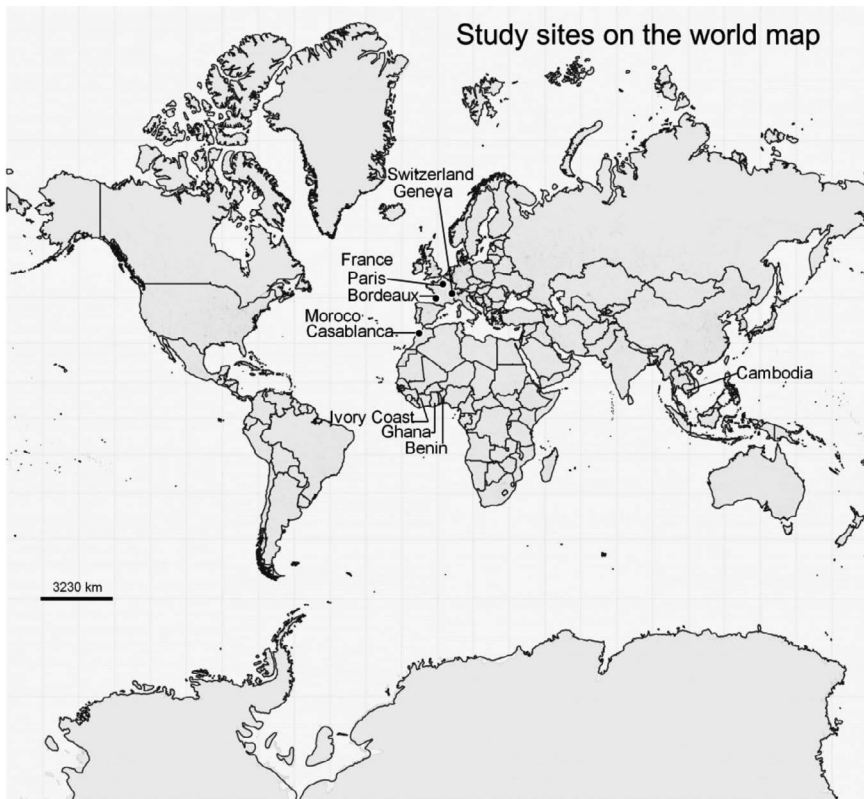 Study sites on the world map
Switzerland
Geneva
France
Paris
Bordeaux
Moroco
Casablanca
Cambodia
Ivory Coast
Ghana
Benin
3230 km